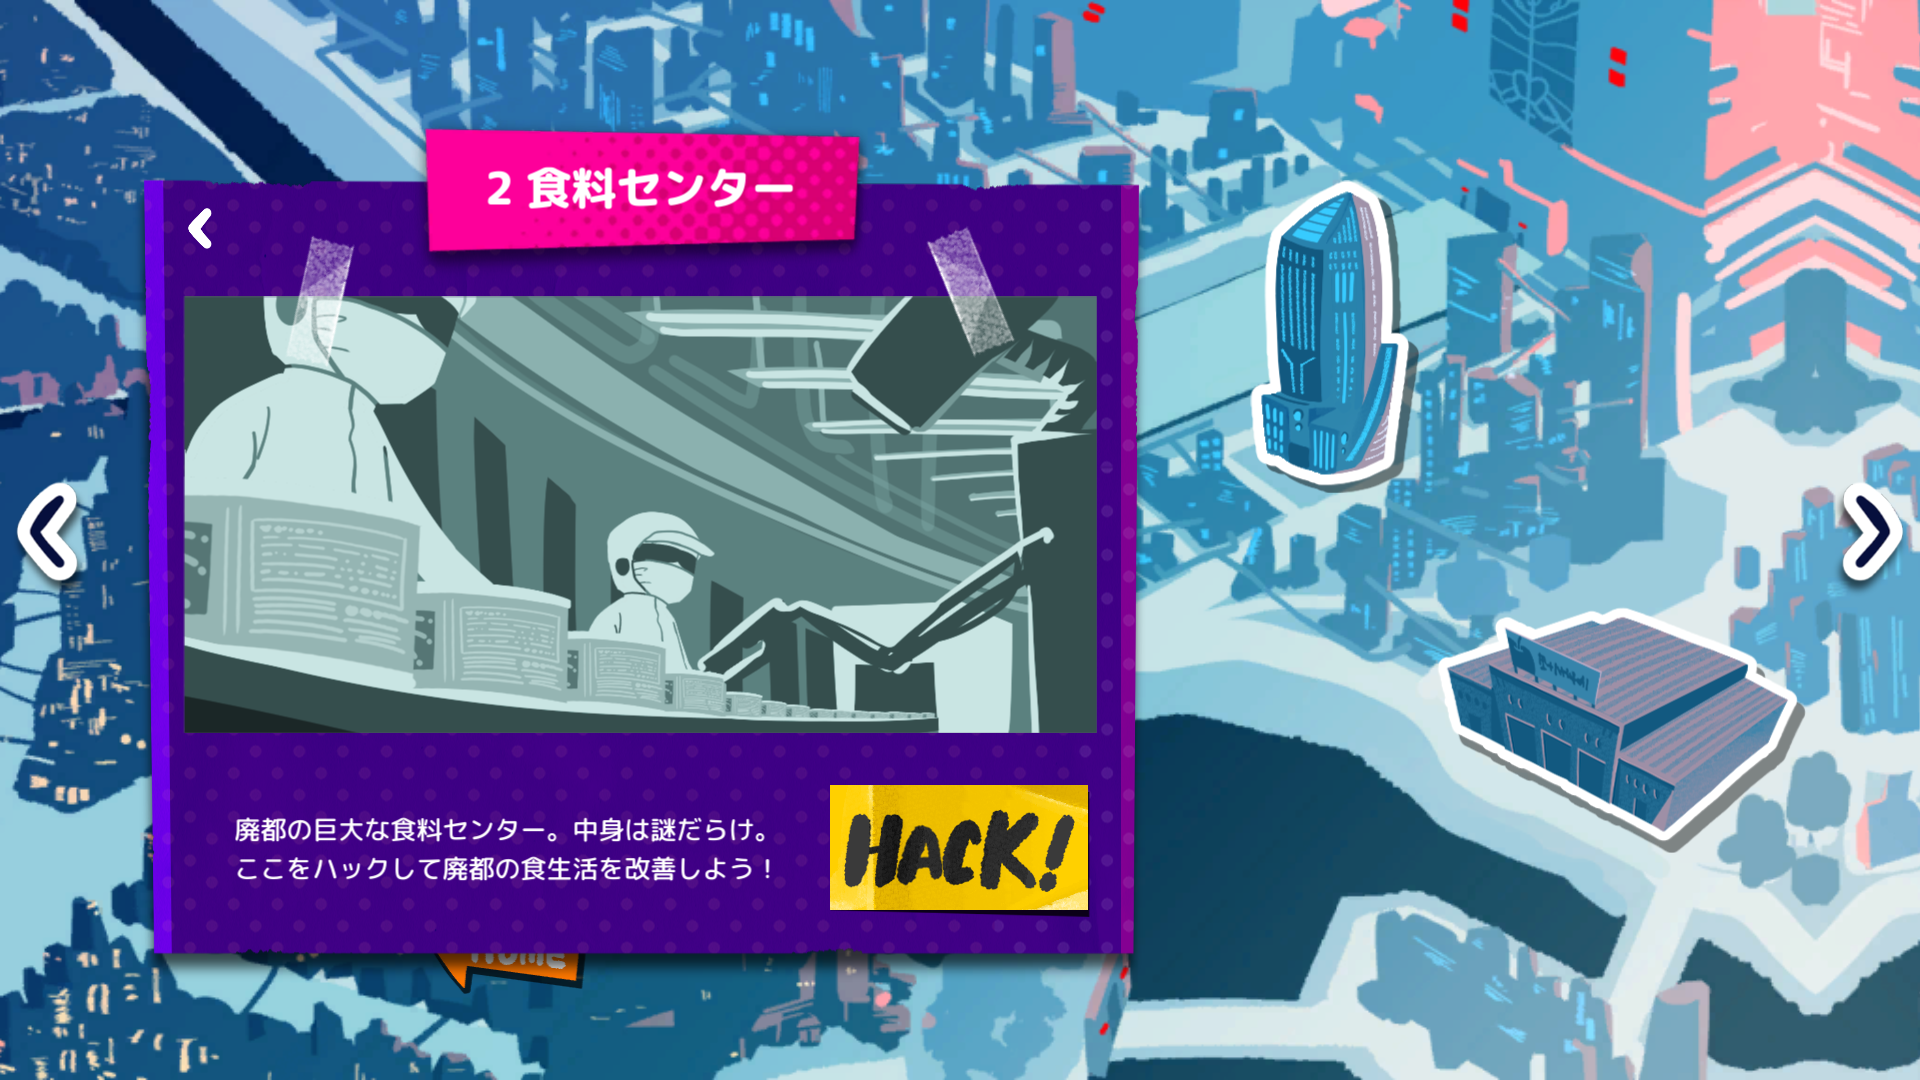 2 食料センター
廃都の巨大な食料センター。中身は謎だらけ。
ここをハックして廃都の食生活を改善しよう！
HACK!
HOME